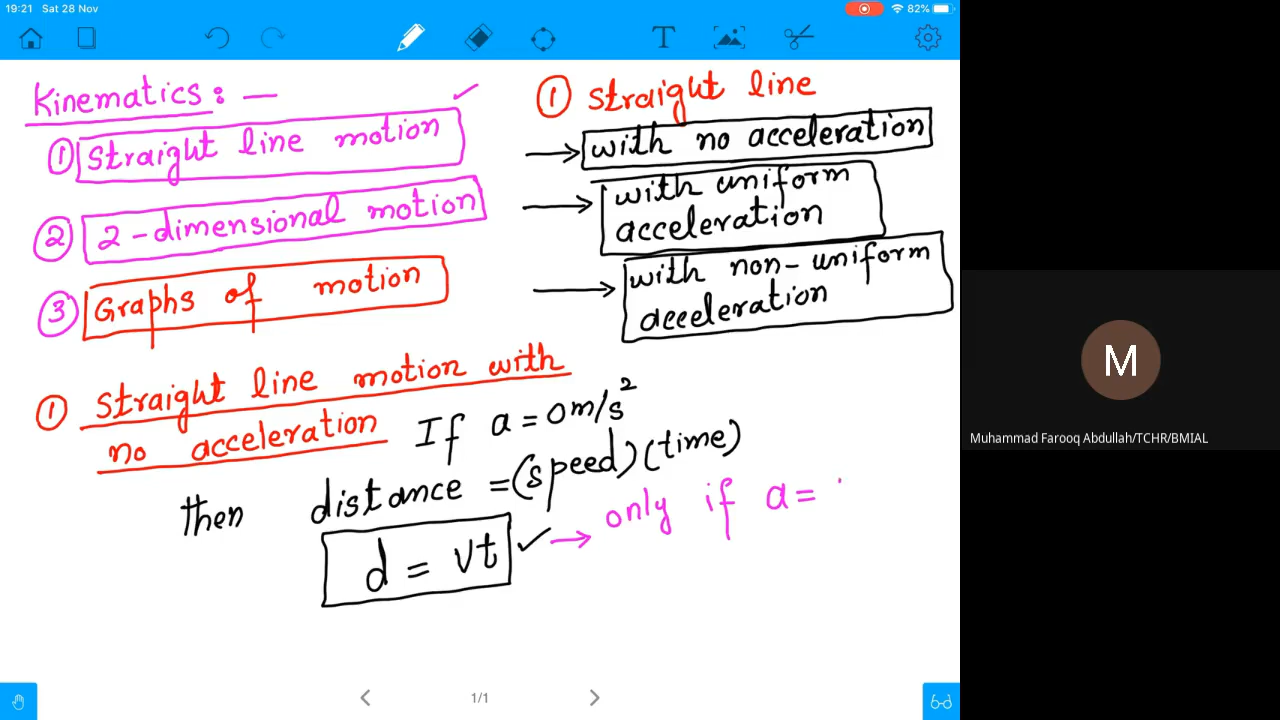 19:21 Sat 28 Nov
82%
T
Kinematics: —
① Straight line motion
② 2-dimensional motion
③ Graphs of motion
① straight line
→ with no acceleration
→ with uniform
acceleration
→ with non-uniform
acceleration
① Straight line motion with
no acceleration If a = 0 m/s²
then distance = (speed)(time)
d = vt ✓ → only if a =
1/1
M
Muhammad Farooq Abdullah/TCHR/BMIAL